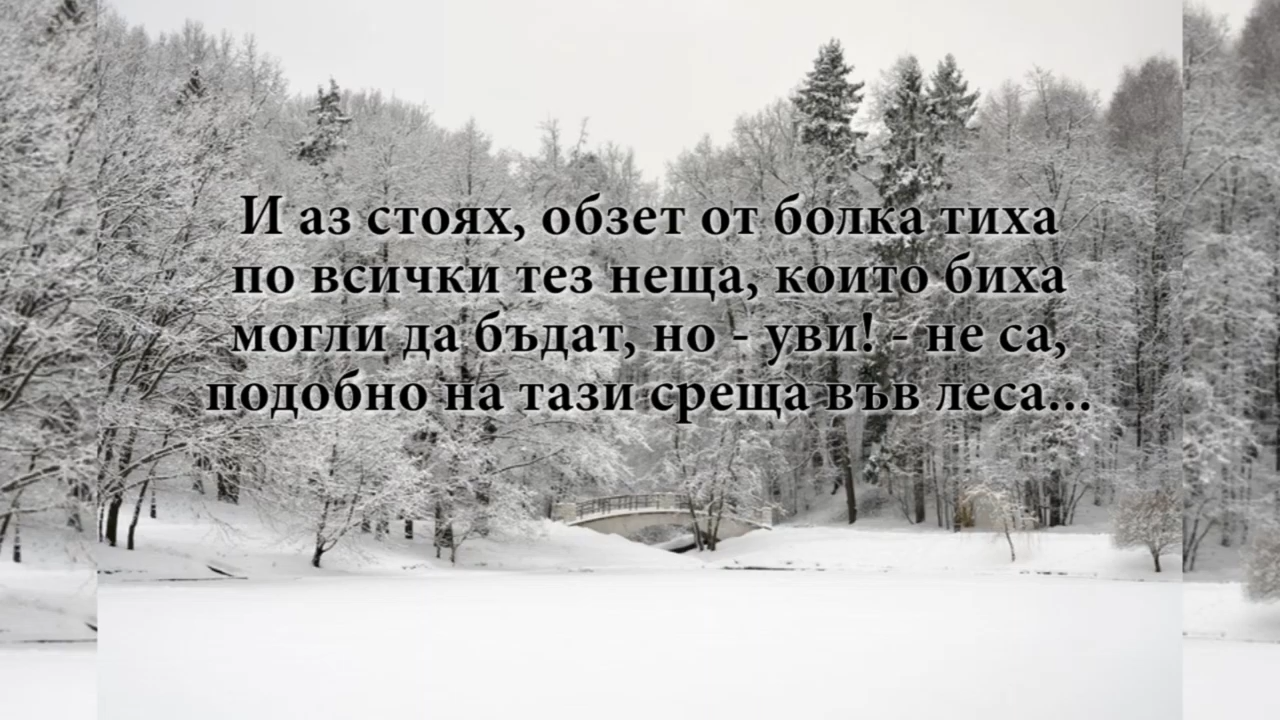 И аз стоях, обзет от болка тиха
по всички тез неща, които биха
могли да бъдат, но - уви! - не са,
подобно на тази среща във леса...